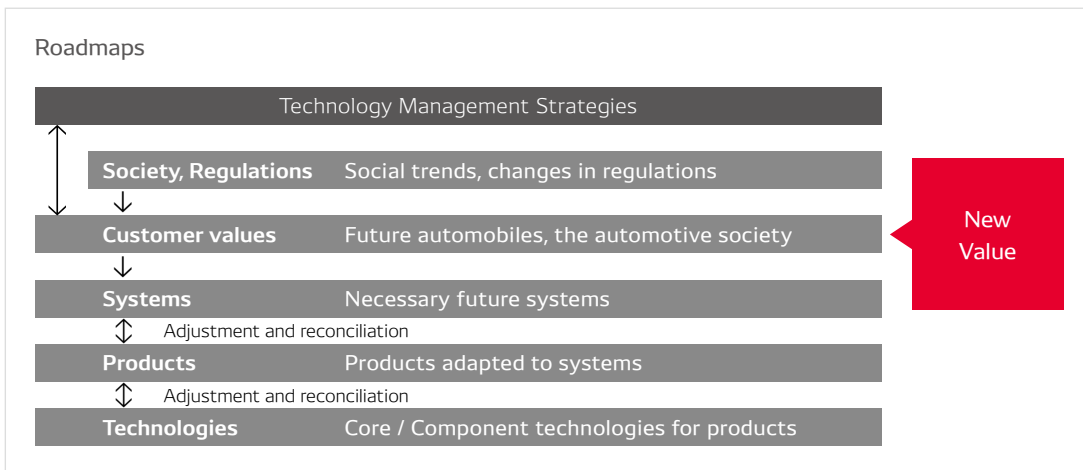 Roadmaps
Technology Management Strategies
Society, Regulations Social trends, changes in regulations
Customer values Future automobiles, the automotive society
New
Value
Systems Necessary future systems
Adjustment and reconciliation
Products Products adapted to systems
Adjustment and reconciliation
Technologies Core / Component technologies for products